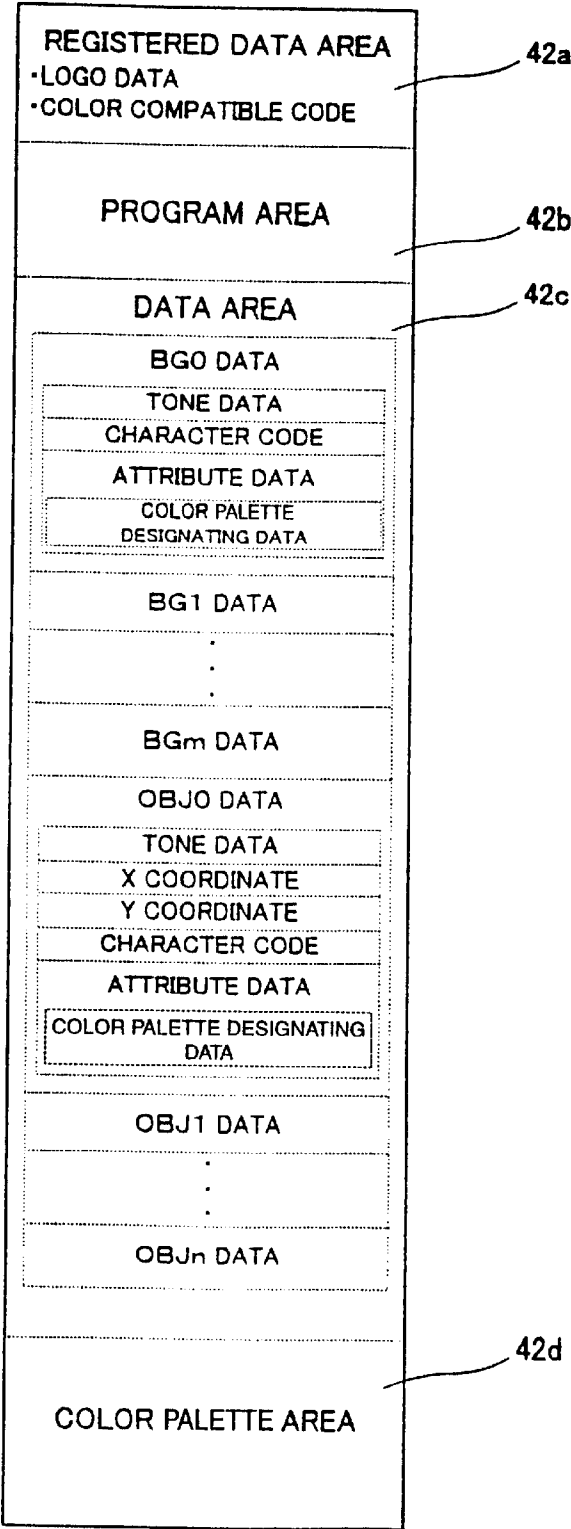 REGISTERED DATA AREA
·LOGO DATA
·COLOR COMPATIBLE CODE
42a
PROGRAM AREA
42b
DATA AREA
42c
BG0 DATA
TONE DATA
CHARACTER CODE
ATTRIBUTE DATA
COLOR PALETTE
DESIGNATING DATA
BG1 DATA
·
·
·
BGm DATA
OBJ0 DATA
TONE DATA
X COORDINATE
Y COORDINATE
CHARACTER CODE
ATTRIBUTE DATA
COLOR PALETTE DESIGNATING
DATA
OBJ1 DATA
·
·
·
OBJn DATA
42d
COLOR PALETTE AREA